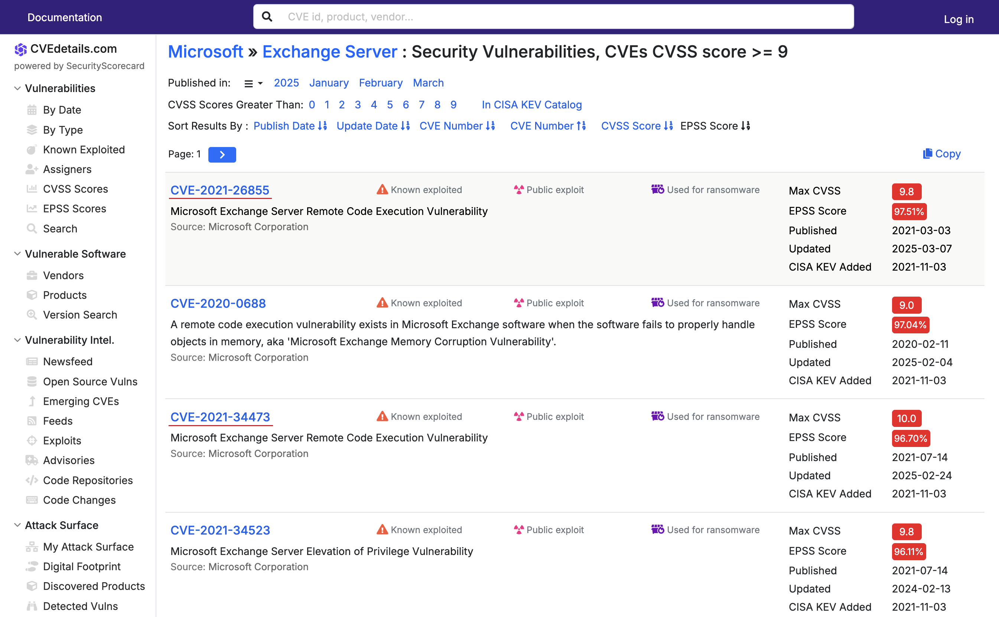 Documentation
CVE id, product, vendor...
Log in
CVEdetails.com
powered by SecurityScorecard
Vulnerabilities
By Date
By Type
Known Exploited
Assigners
CVSS Scores
EPSS Scores
Search
Vulnerable Software
Vendors
Products
Version Search
Vulnerability Intel.
Newsfeed
Open Source Vulns
Emerging CVEs
Feeds
Exploits
Advisories
Code Repositories
Code Changes
Attack Surface
My Attack Surface
Digital Footprint
Discovered Products
Detected Vulns
Microsoft » Exchange Server : Security Vulnerabilities, CVEs CVSS score >= 9
Published in: 2025 January February March
CVSS Scores Greater Than: 0 1 2 3 4 5 6 7 8 9 In CISA KEV Catalog
Sort Results By : Publish Date Update Date CVE Number CVE Number CVSS Score EPSS Score
Page: 1
Copy
CVE-2021-26855 Known exploited Public exploit Used for ransomware
Microsoft Exchange Server Remote Code Execution Vulnerability
Source: Microsoft Corporation
Max CVSS 9.8
EPSS Score 97.51%
Published 2021-03-03
Updated 2025-03-07
CISA KEV Added 2021-11-03
CVE-2020-0688 Known exploited Public exploit Used for ransomware
A remote code execution vulnerability exists in Microsoft Exchange software when the software fails to properly handle
objects in memory, aka 'Microsoft Exchange Memory Corruption Vulnerability'.
Source: Microsoft Corporation
Max CVSS 9.0
EPSS Score 97.04%
Published 2020-02-11
Updated 2025-02-04
CISA KEV Added 2021-11-03
CVE-2021-34473 Known exploited Public exploit Used for ransomware
Microsoft Exchange Server Remote Code Execution Vulnerability
Source: Microsoft Corporation
Max CVSS 10.0
EPSS Score 96.70%
Published 2021-07-14
Updated 2025-02-24
CISA KEV Added 2021-11-03
CVE-2021-34523 Known exploited Public exploit Used for ransomware
Microsoft Exchange Server Elevation of Privilege Vulnerability
Source: Microsoft Corporation
Max CVSS 9.8
EPSS Score 96.11%
Published 2021-07-14
Updated 2024-02-13
CISA KEV Added 2021-11-03